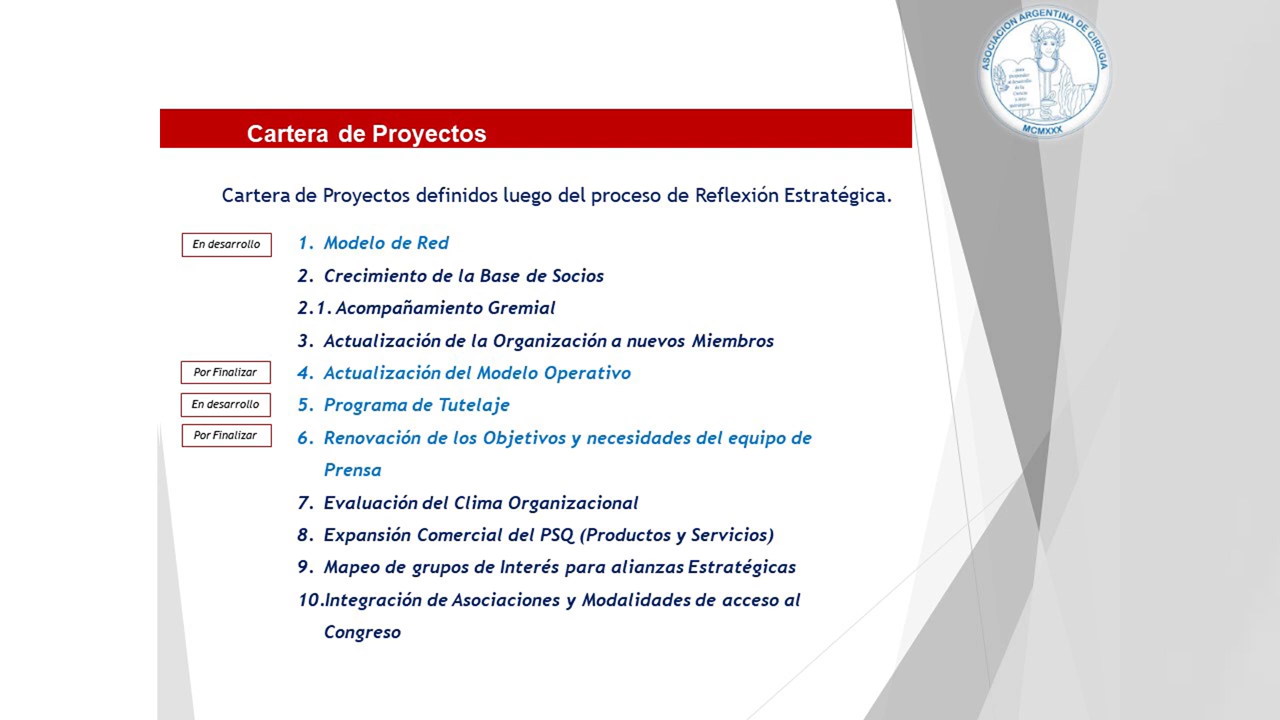 ASOCIACION ARGENTINA DE CIRUGIA
MCMXXX
Cartera de Proyectos
Cartera de Proyectos definidos luego del proceso de Reflexión Estratégica.
En desarrollo 1. Modelo de Red
2. Crecimiento de la Base de Socios
2.1. Acompañamiento Gremial
3. Actualización de la Organización a nuevos Miembros
Por Finalizar 4. Actualización del Modelo Operativo
En desarrollo 5. Programa de Tutelaje
Por Finalizar 6. Renovación de los Objetivos y necesidades del equipo de
Prensa
7. Evaluación del Clima Organizacional
8. Expansión Comercial del PSQ (Productos y Servicios)
9. Mapeo de grupos de Interés para alianzas Estratégicas
10.Integración de Asociaciones y Modalidades de acceso al
Congreso